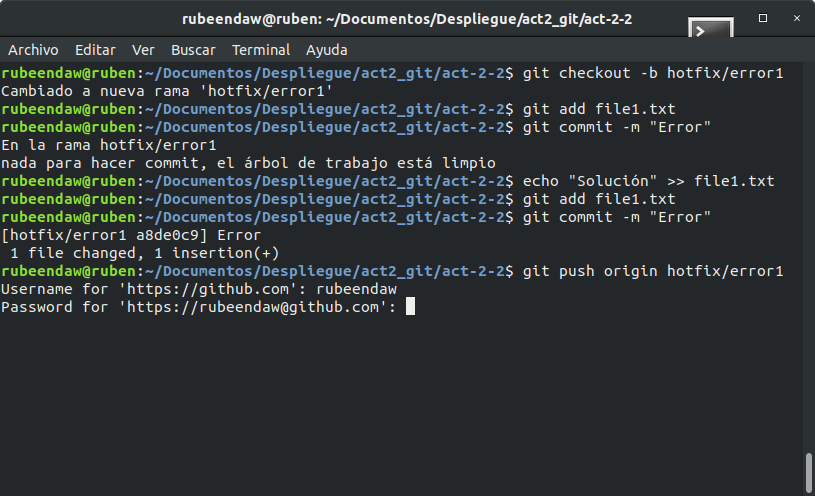 rubeendaw@ruben: ~/Documentos/Despliegue/act2_git/act-2-2
Archivo Editar Ver Buscar Terminal Ayuda
rubeendaw@ruben:~/Documentos/Despliegue/act2_git/act-2-2$ git checkout -b hotfix/error1
Cambiado a nueva rama 'hotfix/error1'
rubeendaw@ruben:~/Documentos/Despliegue/act2_git/act-2-2$ git add file1.txt
rubeendaw@ruben:~/Documentos/Despliegue/act2_git/act-2-2$ git commit -m "Error"
En la rama hotfix/error1
nada para hacer commit, el árbol de trabajo está limpio
rubeendaw@ruben:~/Documentos/Despliegue/act2_git/act-2-2$ echo "Solución" >> file1.txt
rubeendaw@ruben:~/Documentos/Despliegue/act2_git/act-2-2$ git add file1.txt
rubeendaw@ruben:~/Documentos/Despliegue/act2_git/act-2-2$ git commit -m "Error"
[hotfix/error1 a8de0c9] Error
 1 file changed, 1 insertion(+)
rubeendaw@ruben:~/Documentos/Despliegue/act2_git/act-2-2$ git push origin hotfix/error1
Username for 'https://github.com': rubeendaw
Password for 'https://rubeendaw@github.com':